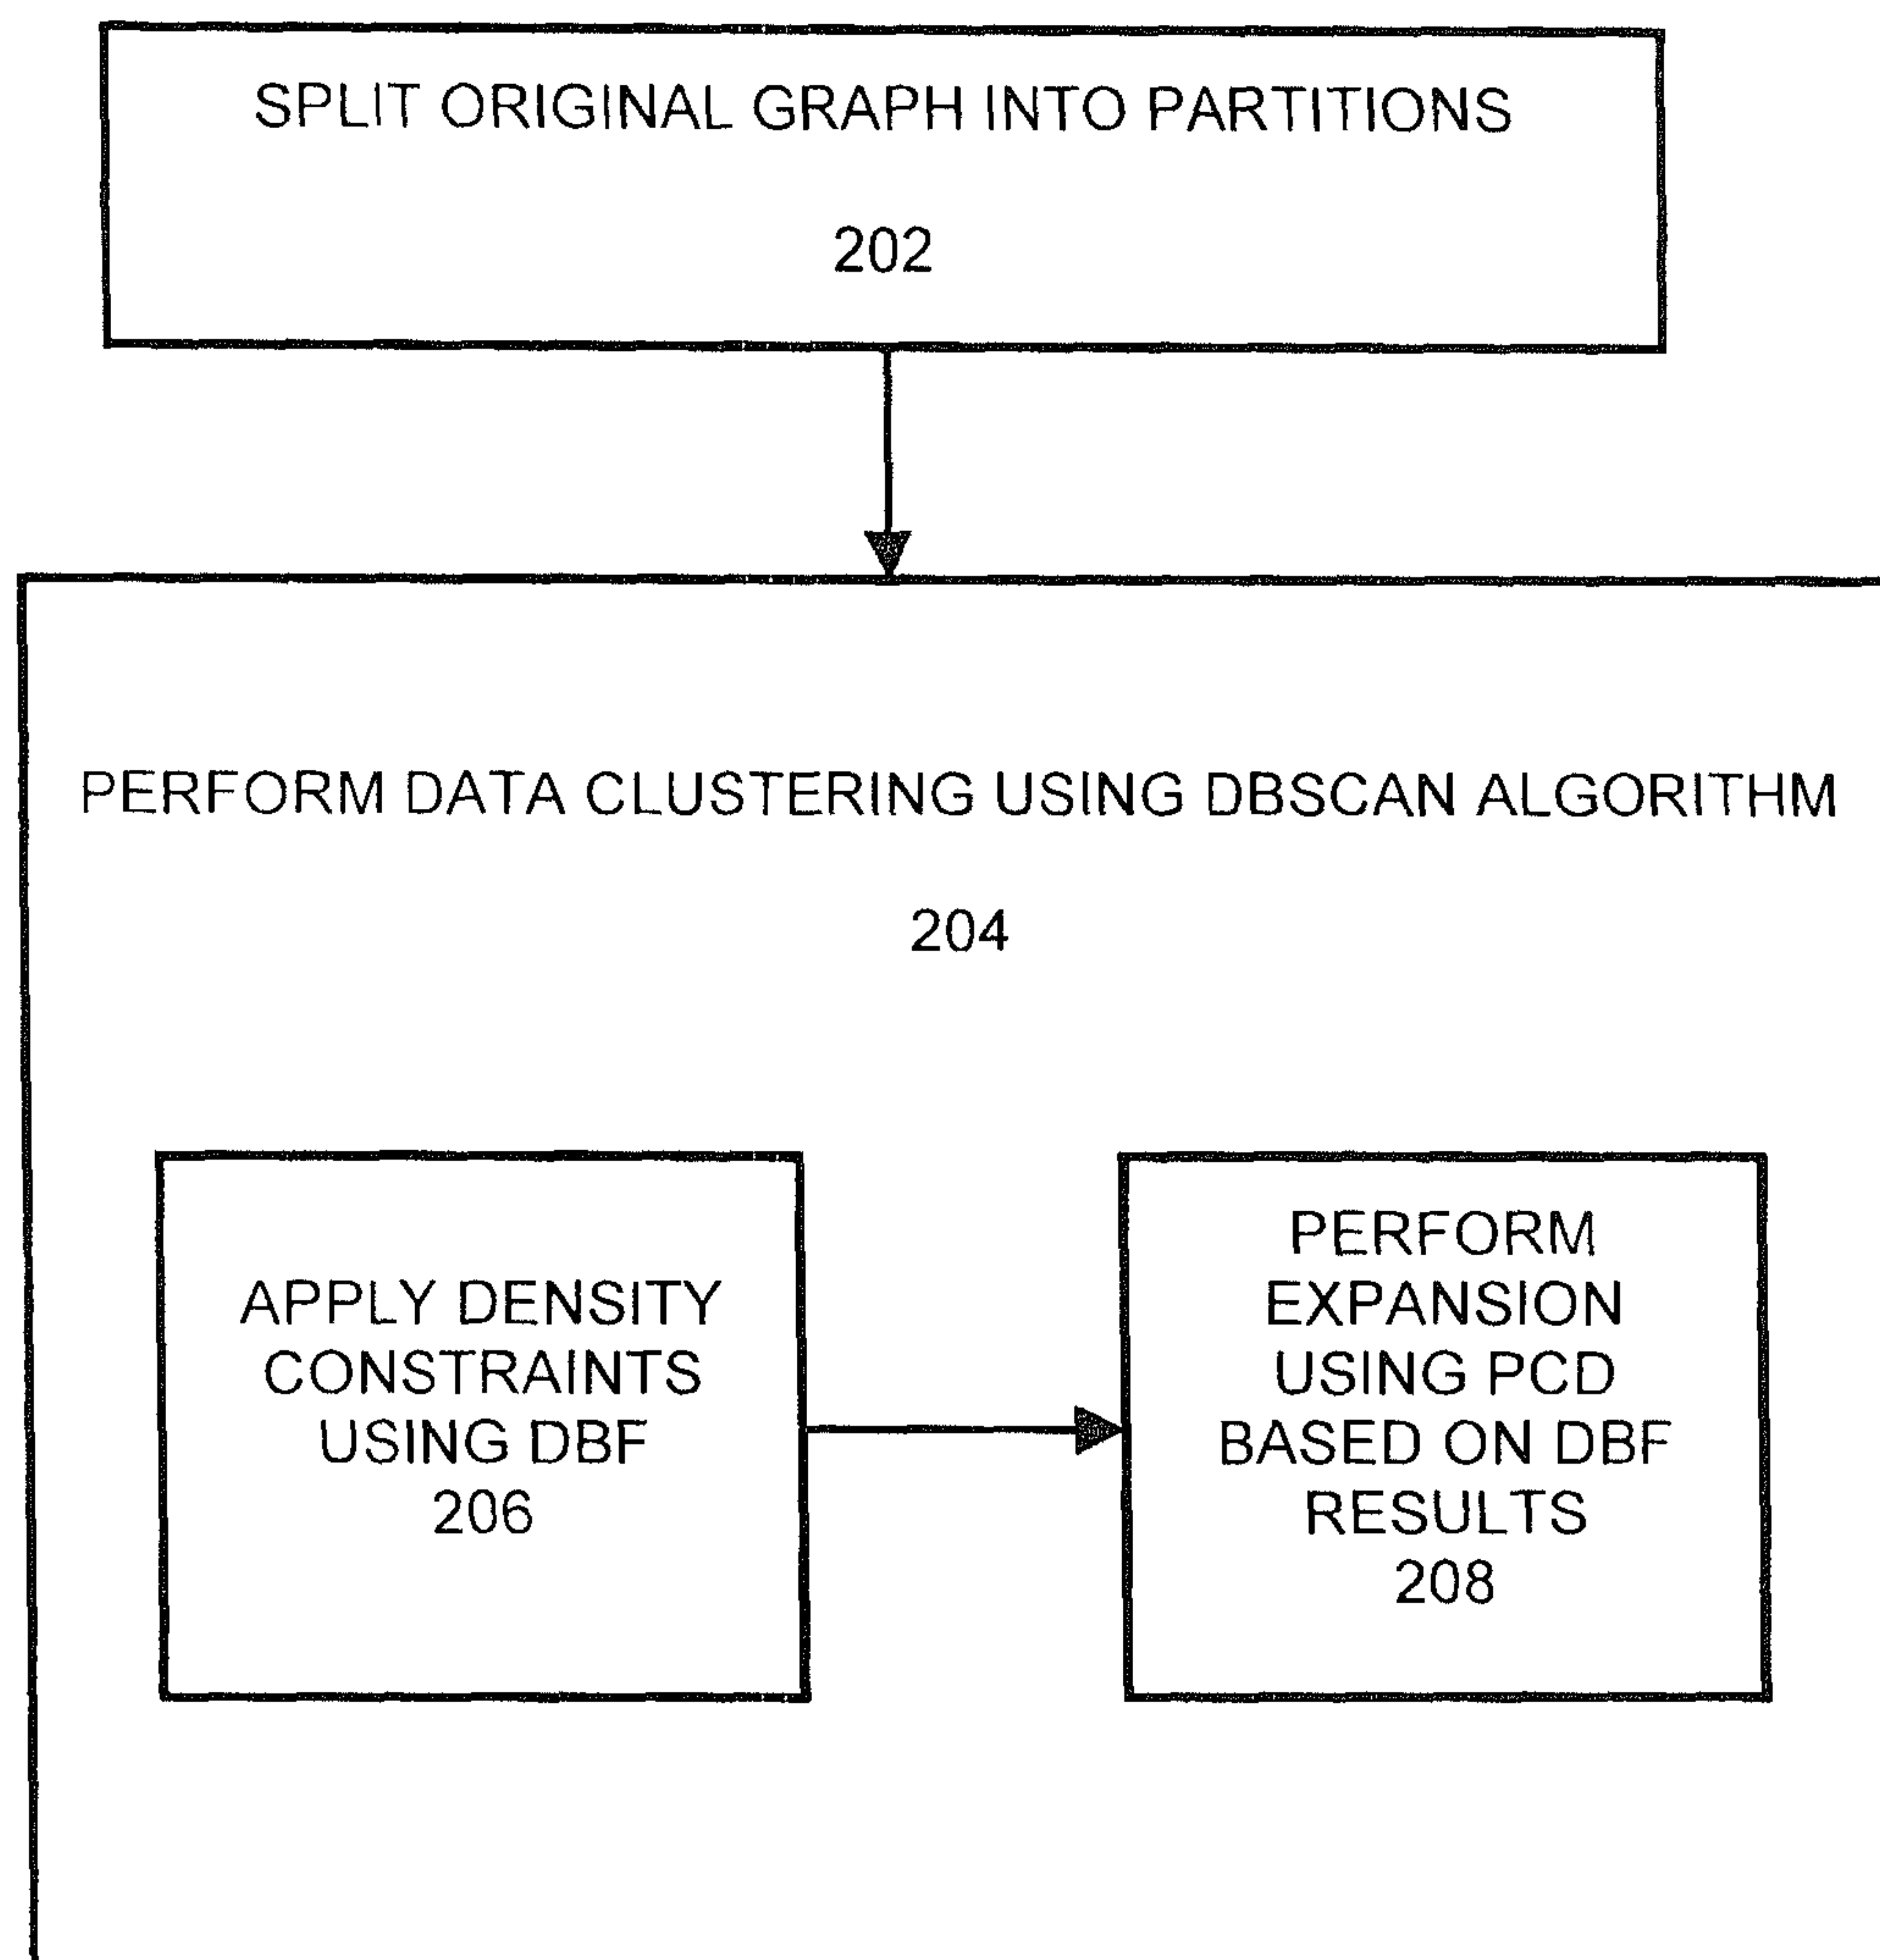 SPLIT ORIGINAL GRAPH INTO PARTITIONS
202
PERFORM DATA CLUSTERING USING DBSCAN ALGORITHM
204
APPLY DENSITY
CONSTRAINTS
USING DBF
206
PERFORM
EXPANSION
USING PCD
BASED ON DBF
RESULTS
208